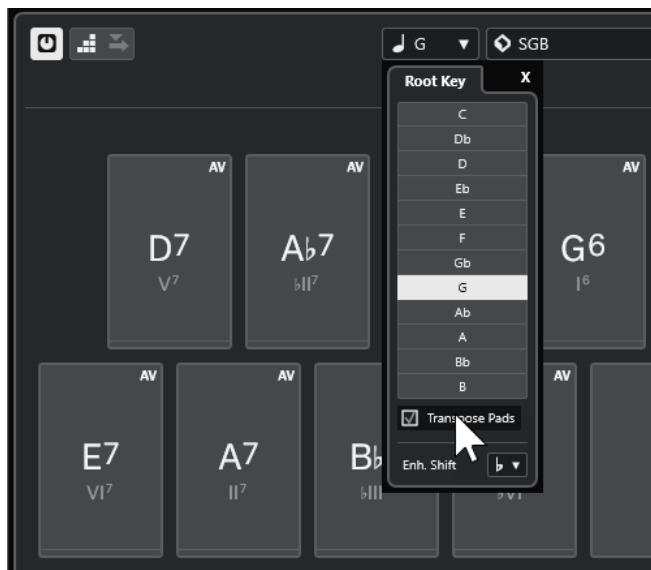 G ▼ SGB
Root Key X
C
Db
D
Eb
E
F
Gb
G
Ab
A
Bb
B
Transpose Pads
Enh. Shift ♭ ▼
AV AV AV
D7 A♭7 G6
V7 ♭II7 I6
AV AV AV
E7 A7 B♭
VI7 II7 ♭III ♭VI